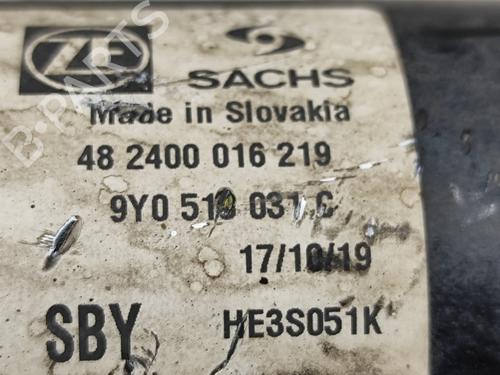 ZF
SACHS
Made in Slovakia
48 2400 016 219
9Y0 513 031 C
17/10/19
SBY HE3S051K
B-PARTS